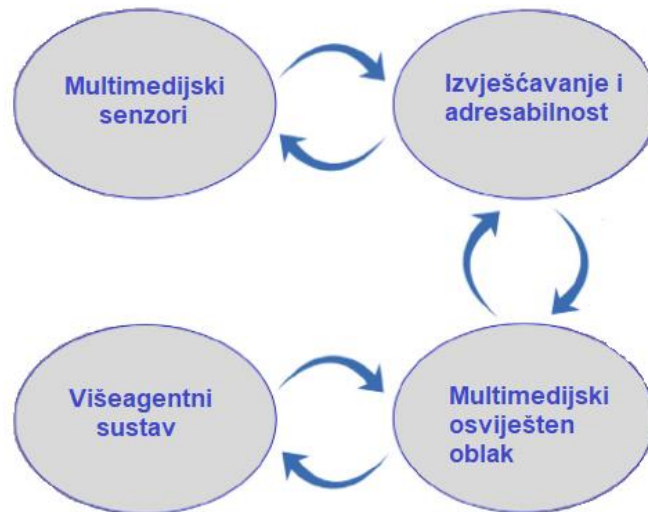 Multimedijski
senzori
Izvješćavanje i
adresabilnost
Višeagentni
sustav
Multimedijski
osviješten
oblak